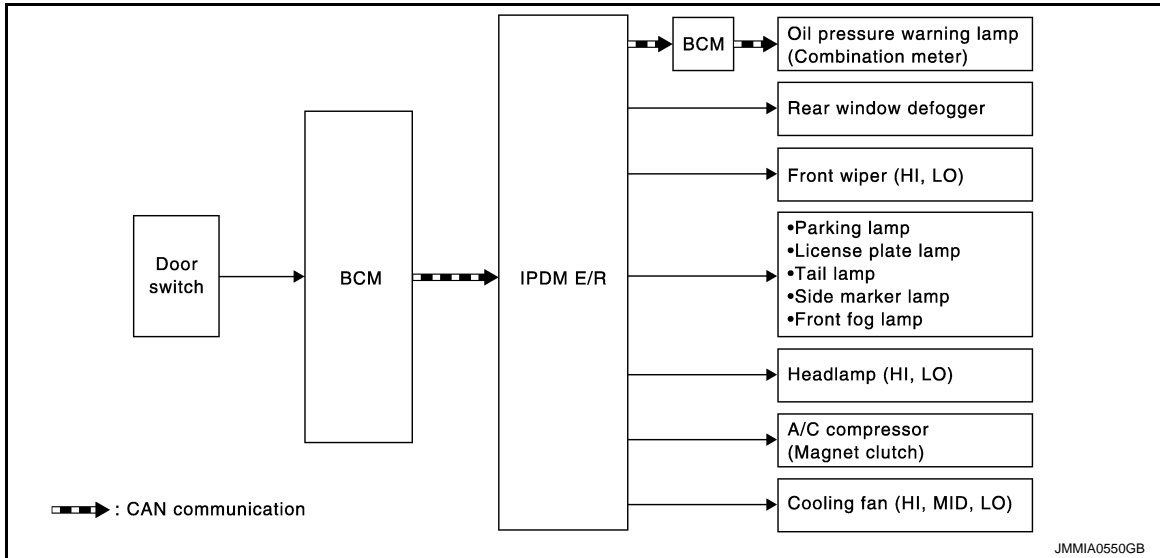 Door
switch
BCM
IPDM E/R
BCM
Oil pressure warning lamp
(Combination meter)
Rear window defogger
Front wiper (HI, LO)
•Parking lamp
•License plate lamp
•Tail lamp
•Side marker lamp
•Front fog lamp
Headlamp (HI, LO)
A/C compressor
(Magnet clutch)
Cooling fan (HI, MID, LO)
: CAN communication
JMMIA0550GB